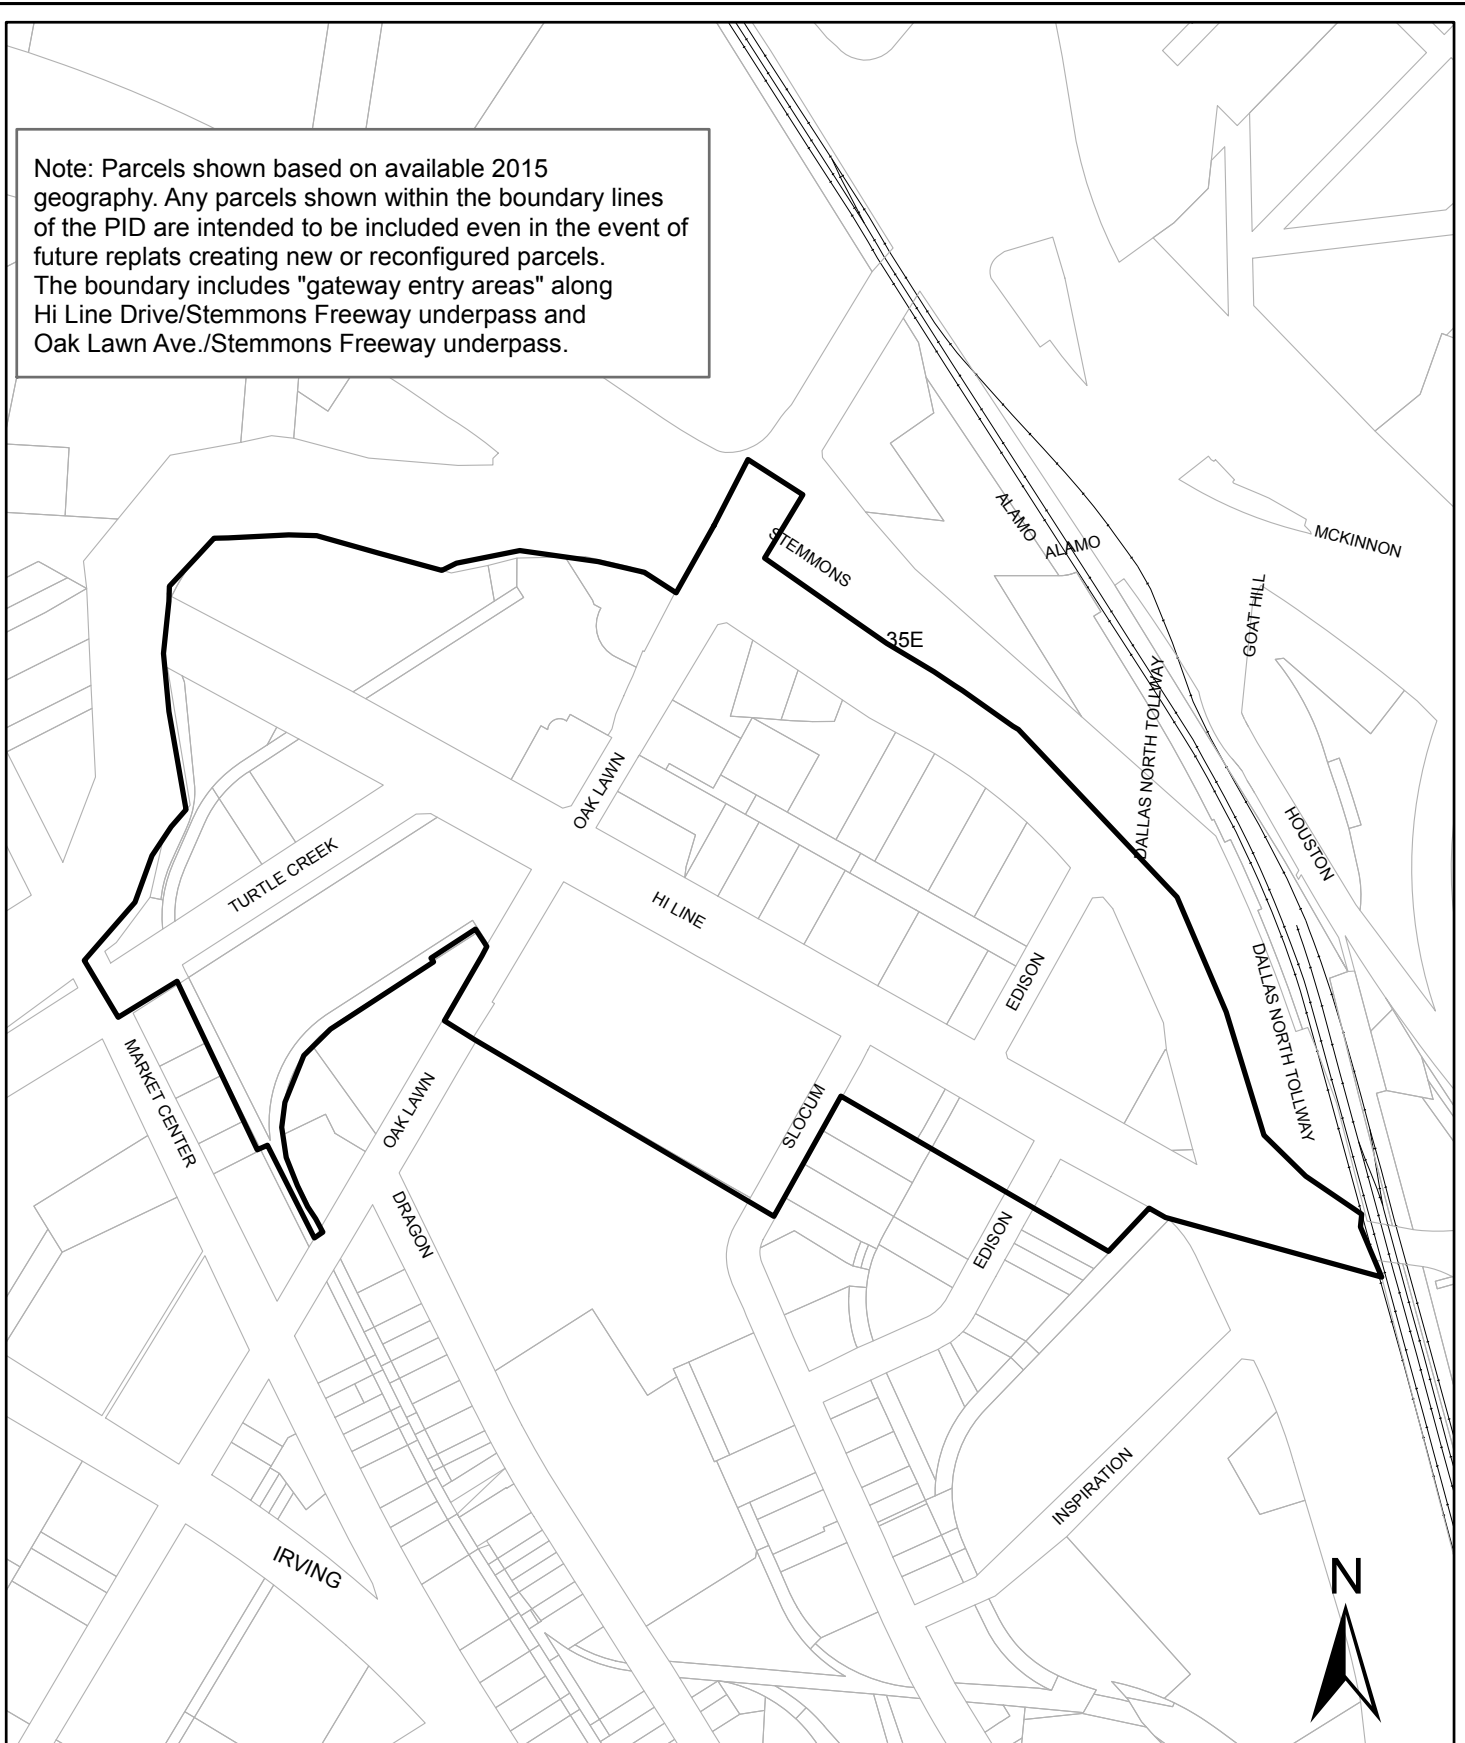 Note: Parcels shown based on available 2015
geography. Any parcels shown within the boundary lines
of the PID are intended to be included even in the event of
future replats creating new or reconfigured parcels.
The boundary includes "gateway entry areas" along
Hi Line Drive/Stemmons Freeway underpass and
Oak Lawn Ave./Stemmons Freeway underpass.
ALAMO
ALAMO
MCKINNON
STEMMONS
35E
GOAT HILL
DALLAS NORTH TOLLWAY
OAK LAWN
HOUSTON
TURTLE CREEK
HI LINE
EDISON
DALLAS NORTH TOLLWAY
MARKET CENTER
OAK LAWN
SLOCUM
DRAGON
EDISON
INSPIRATION
IRVING
N